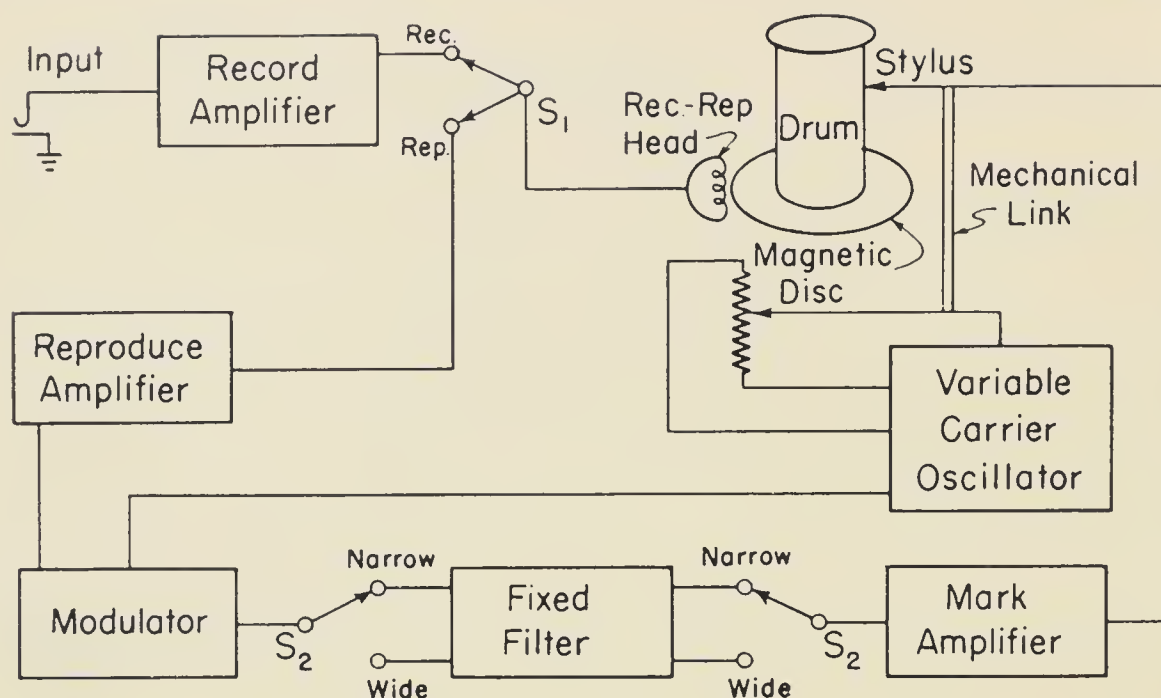 Input
Record
Amplifier
Rec.
Rep.
S1
Rec.-Rep
Head
Drum
Stylus
Mechanical
Link
Magnetic
Disc
Reproduce
Amplifier
Variable
Carrier
Oscillator
Modulator
S2
Narrow
Wide
Fixed
Filter
Narrow
Wide
S2
Mark
Amplifier